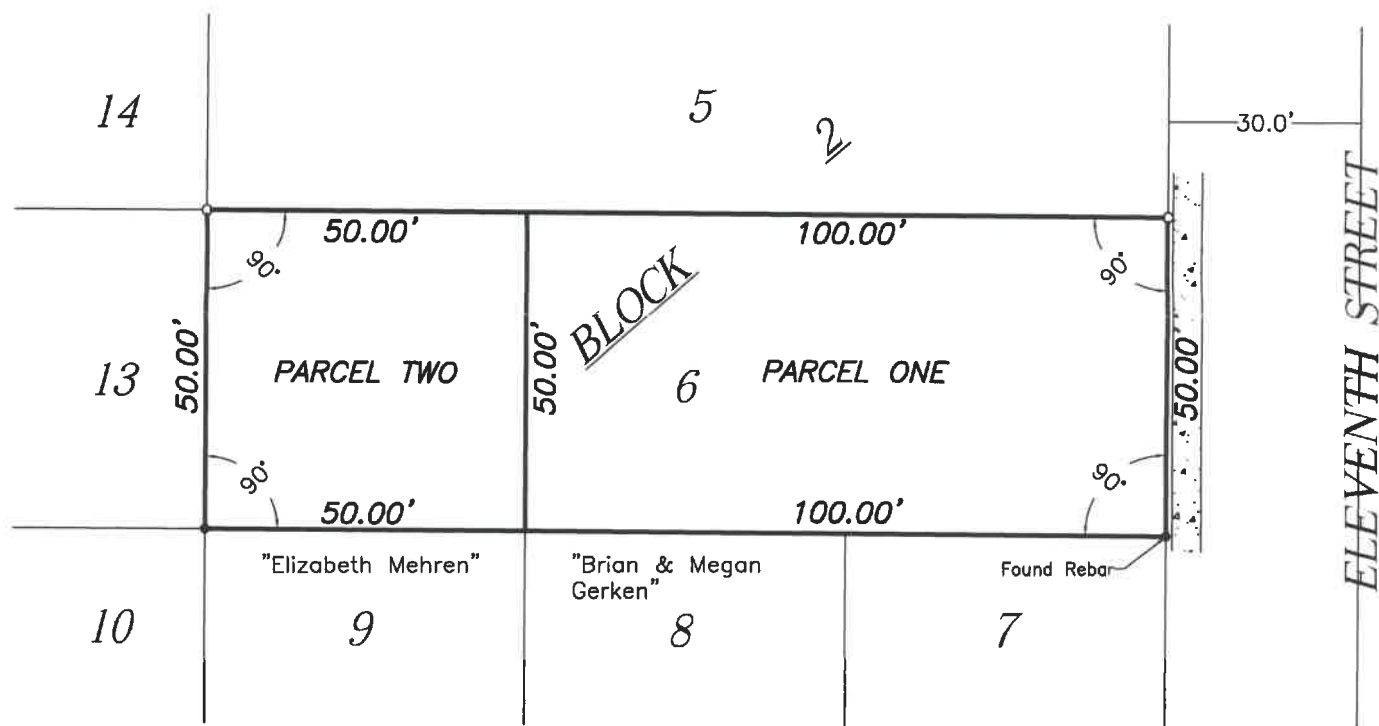 14
5
2
30.0'
ELEVENTH STREET
50.00'
100.00'
90°
90°
BLOCK
50.00'
13
PARCEL TWO
50.00'
6
PARCEL ONE
50.00'
90°
90°
50.00'
100.00'
"Elizabeth Mehren"
"Brian & Megan
Gerken"
Found Rebar
10
9
8
7